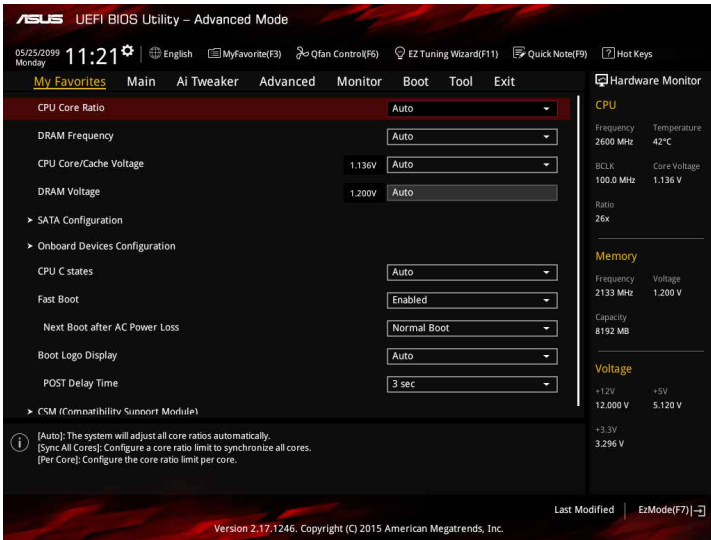 ASUS UEFI BIOS Utility – Advanced Mode
05/25/2099 Monday 11:21 English MyFavorite(F3) Qfan Control(F6) EZ Tuning Wizard(F11) Quick Note(F9) ? Hot Keys
My Favorites Main Ai Tweaker Advanced Monitor Boot Tool Exit
CPU Core Ratio Auto
DRAM Frequency Auto
CPU Core/Cache Voltage 1.136V Auto
DRAM Voltage 1.200V Auto
> SATA Configuration
> Onboard Devices Configuration
CPU C states Auto
Fast Boot Enabled
Next Boot after AC Power Loss Normal Boot
Boot Logo Display Auto
POST Delay Time 3 sec
> CSM (Compatibility Support Module)
[Auto]: The system will adjust all core ratios automatically.
[Sync All Cores]: Configure a core ratio limit to synchronize all cores.
[Per Core]: Configure the core ratio limit per core.
Hardware Monitor
CPU
Frequency Temperature
2600 MHz 42°C
BCLK Core Voltage
100.0 MHz 1.136 V
Ratio
26x
Memory
Frequency Voltage
2133 MHz 1.200 V
Capacity
8192 MB
Voltage
+12V +5V
12.000 V 5.120 V
+3.3V
3.296 V
Last Modified EzMode(F7)
Version 2.17.1246. Copyright (C) 2015 American Megatrends, Inc.